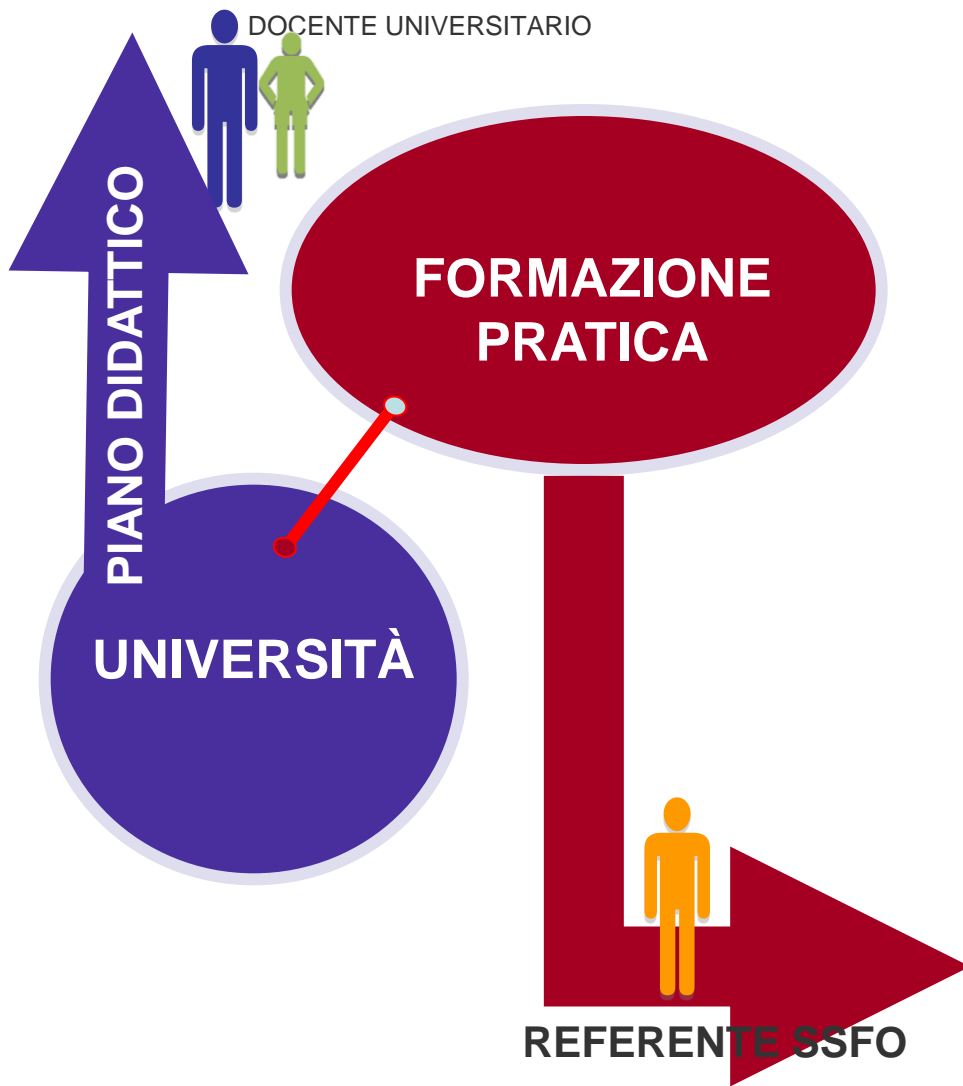 DOCENTE UNIVERSITARIO
PIANO DIDATTICO
FORMAZIONE
PRATICA
UNIVERSITÀ
REFERENTE SSFO